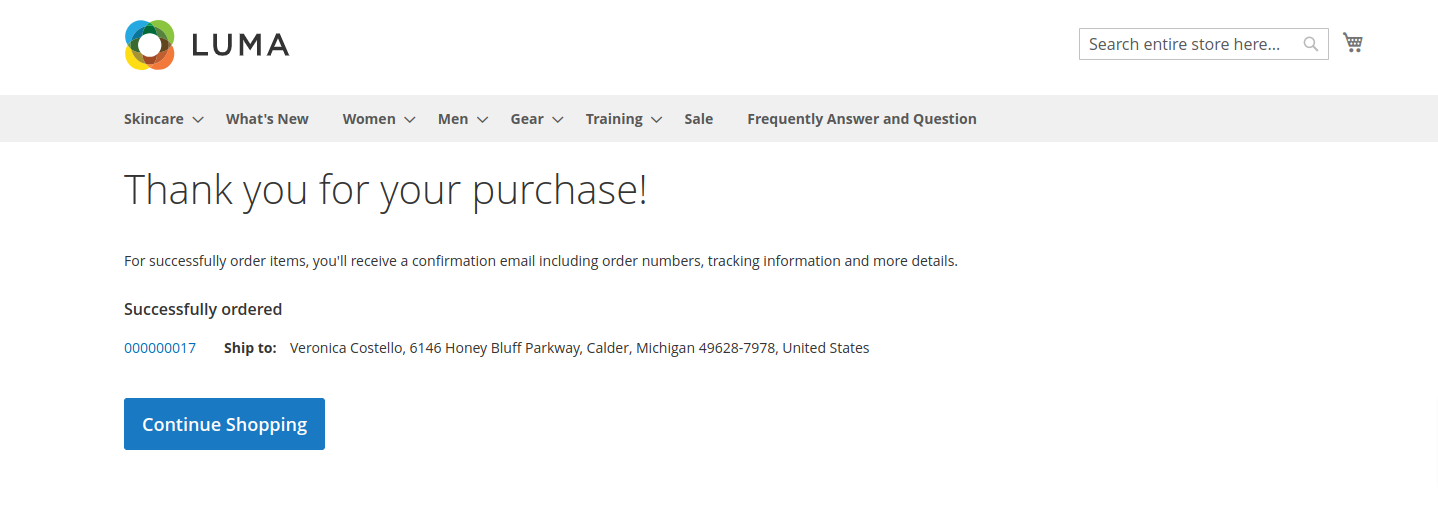 LUMA
Search entire store here...
Skincare What's New Women Men Gear Training Sale Frequently Answer and Question
Thank you for your purchase!
For successfully order items, you'll receive a confirmation email including order numbers, tracking information and more details.
Successfully ordered
000000017 Ship to: Veronica Costello, 6146 Honey Bluff Parkway, Calder, Michigan 49628-7978, United States
Continue Shopping